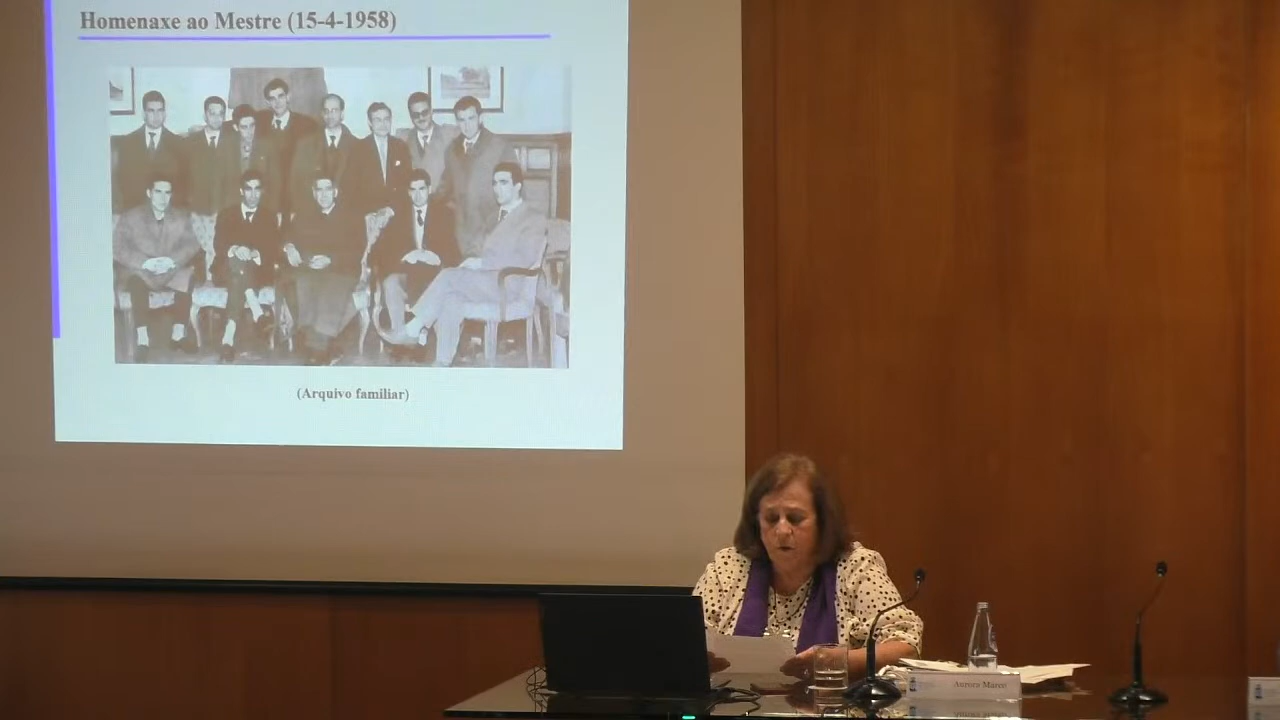 Homenaxe ao Mestre (15-4-1958)
(Arquivo familiar)
Aurora Marco